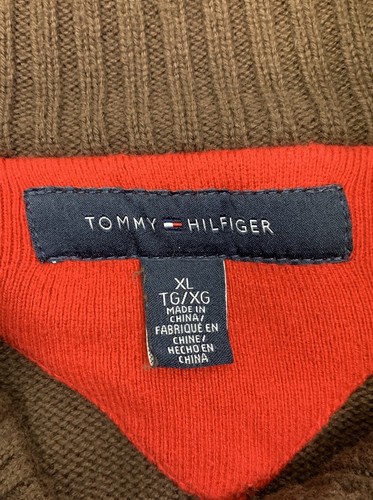 TOMMY HILFIGER
XL
TG/XG
MADE IN
CHINA/
FABRIQUÉ EN
CHINE/
HECHO EN
CHINA